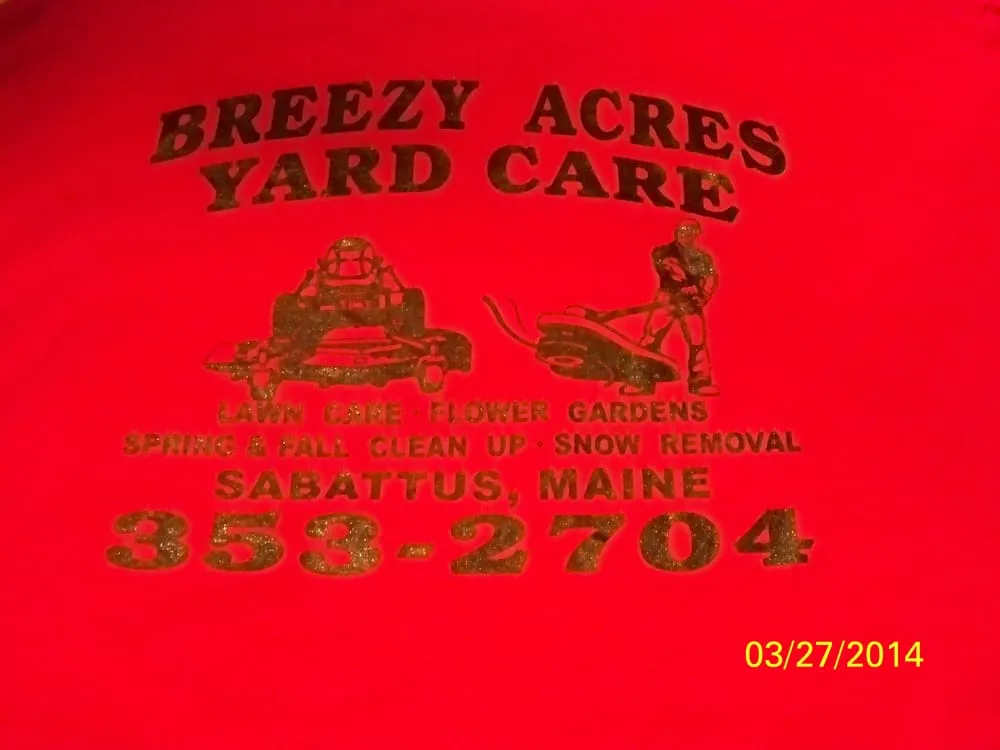 BREEZY ACRES
YARD CARE
LAWN CARE · FLOWER GARDENS
SPRING & FALL CLEAN UP · SNOW REMOVAL
SABATTUS, MAINE
353-2704
03/27/2014